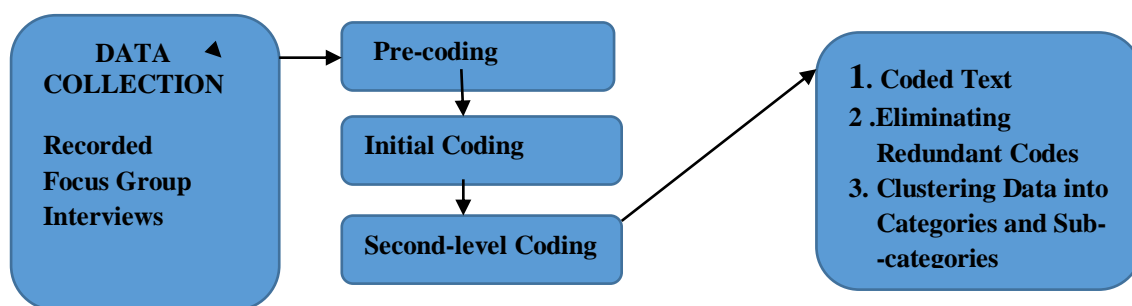 DATA
COLLECTION
Recorded
Focus Group
Interviews
Pre-coding
Initial Coding
Second-level Coding
1. Coded Text
2 .Eliminating
Redundant Codes
3. Clustering Data into
Categories and Sub-
-categories